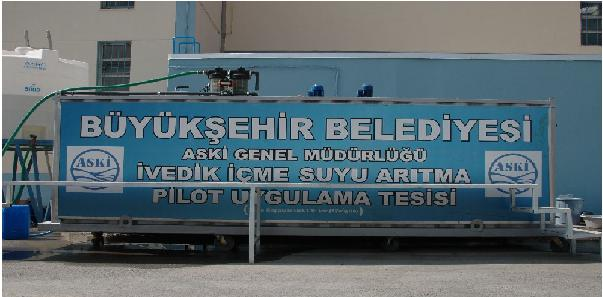 BÜYÜKŞEHİR BELEDİYESİ
ASKİ GENEL MÜDÜRLÜĞÜ
İVEDİK İÇME SUYU ARITMA
PİLOT UYGULAMA TESİSİ
ASKİ
ASKİ